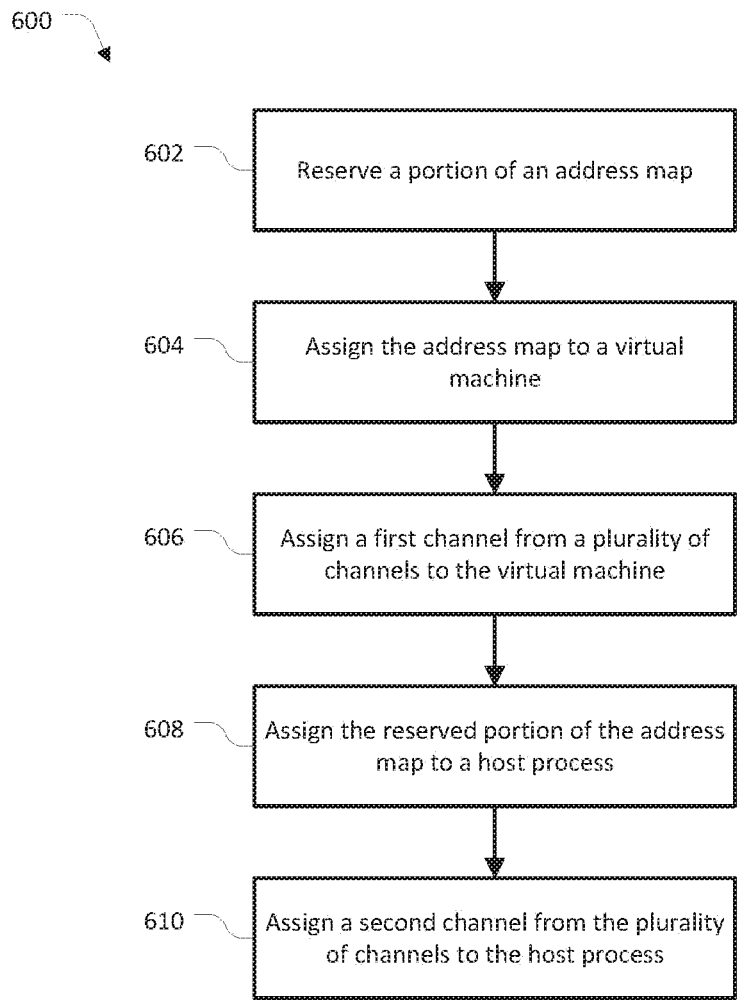 600
602
Reserve a portion of an address map
604
Assign the address map to a virtual
machine
606
Assign a first channel from a plurality of
channels to the virtual machine
608
Assign the reserved portion of the address
map to a host process
610
Assign a second channel from the plurality
of channels to the host process